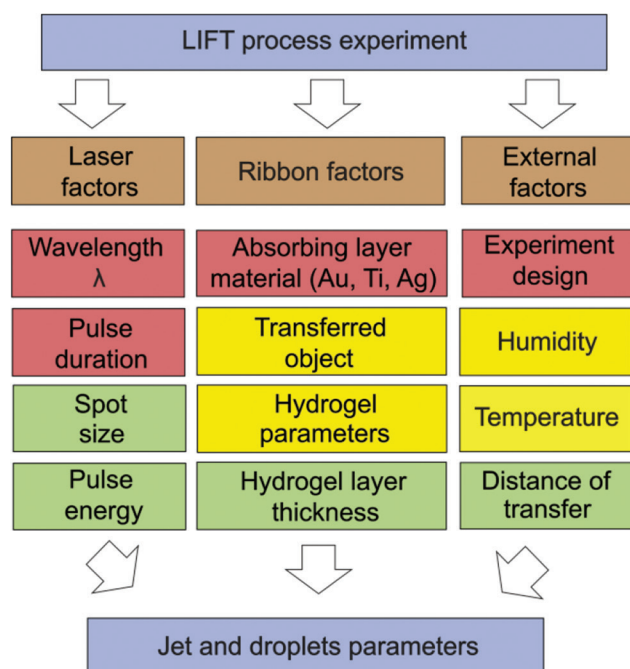 LIFT process experiment
Laser
factors
Ribbon factors
External
factors
Wavelength
λ
Absorbing layer
material (Au, Ti, Ag)
Experiment
design
Pulse
duration
Transferred
object
Humidity
Spot
size
Hydrogel
parameters
Temperature
Pulse
energy
Hydrogel layer
thickness
Distance of
transfer
Jet and droplets parameters